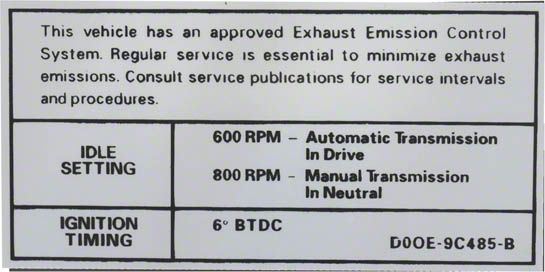 This vehicle has an approved Exhaust Emission Control
System. Regular service is essential to minimize exhaust
emissions. Consult service publications for service intervals
and procedures.
IDLE
SETTING
600 RPM – Automatic Transmission
In Drive
800 RPM – Manual Transmission
In Neutral
IGNITION
TIMING
6° BTDC
D0OE-9C485-B